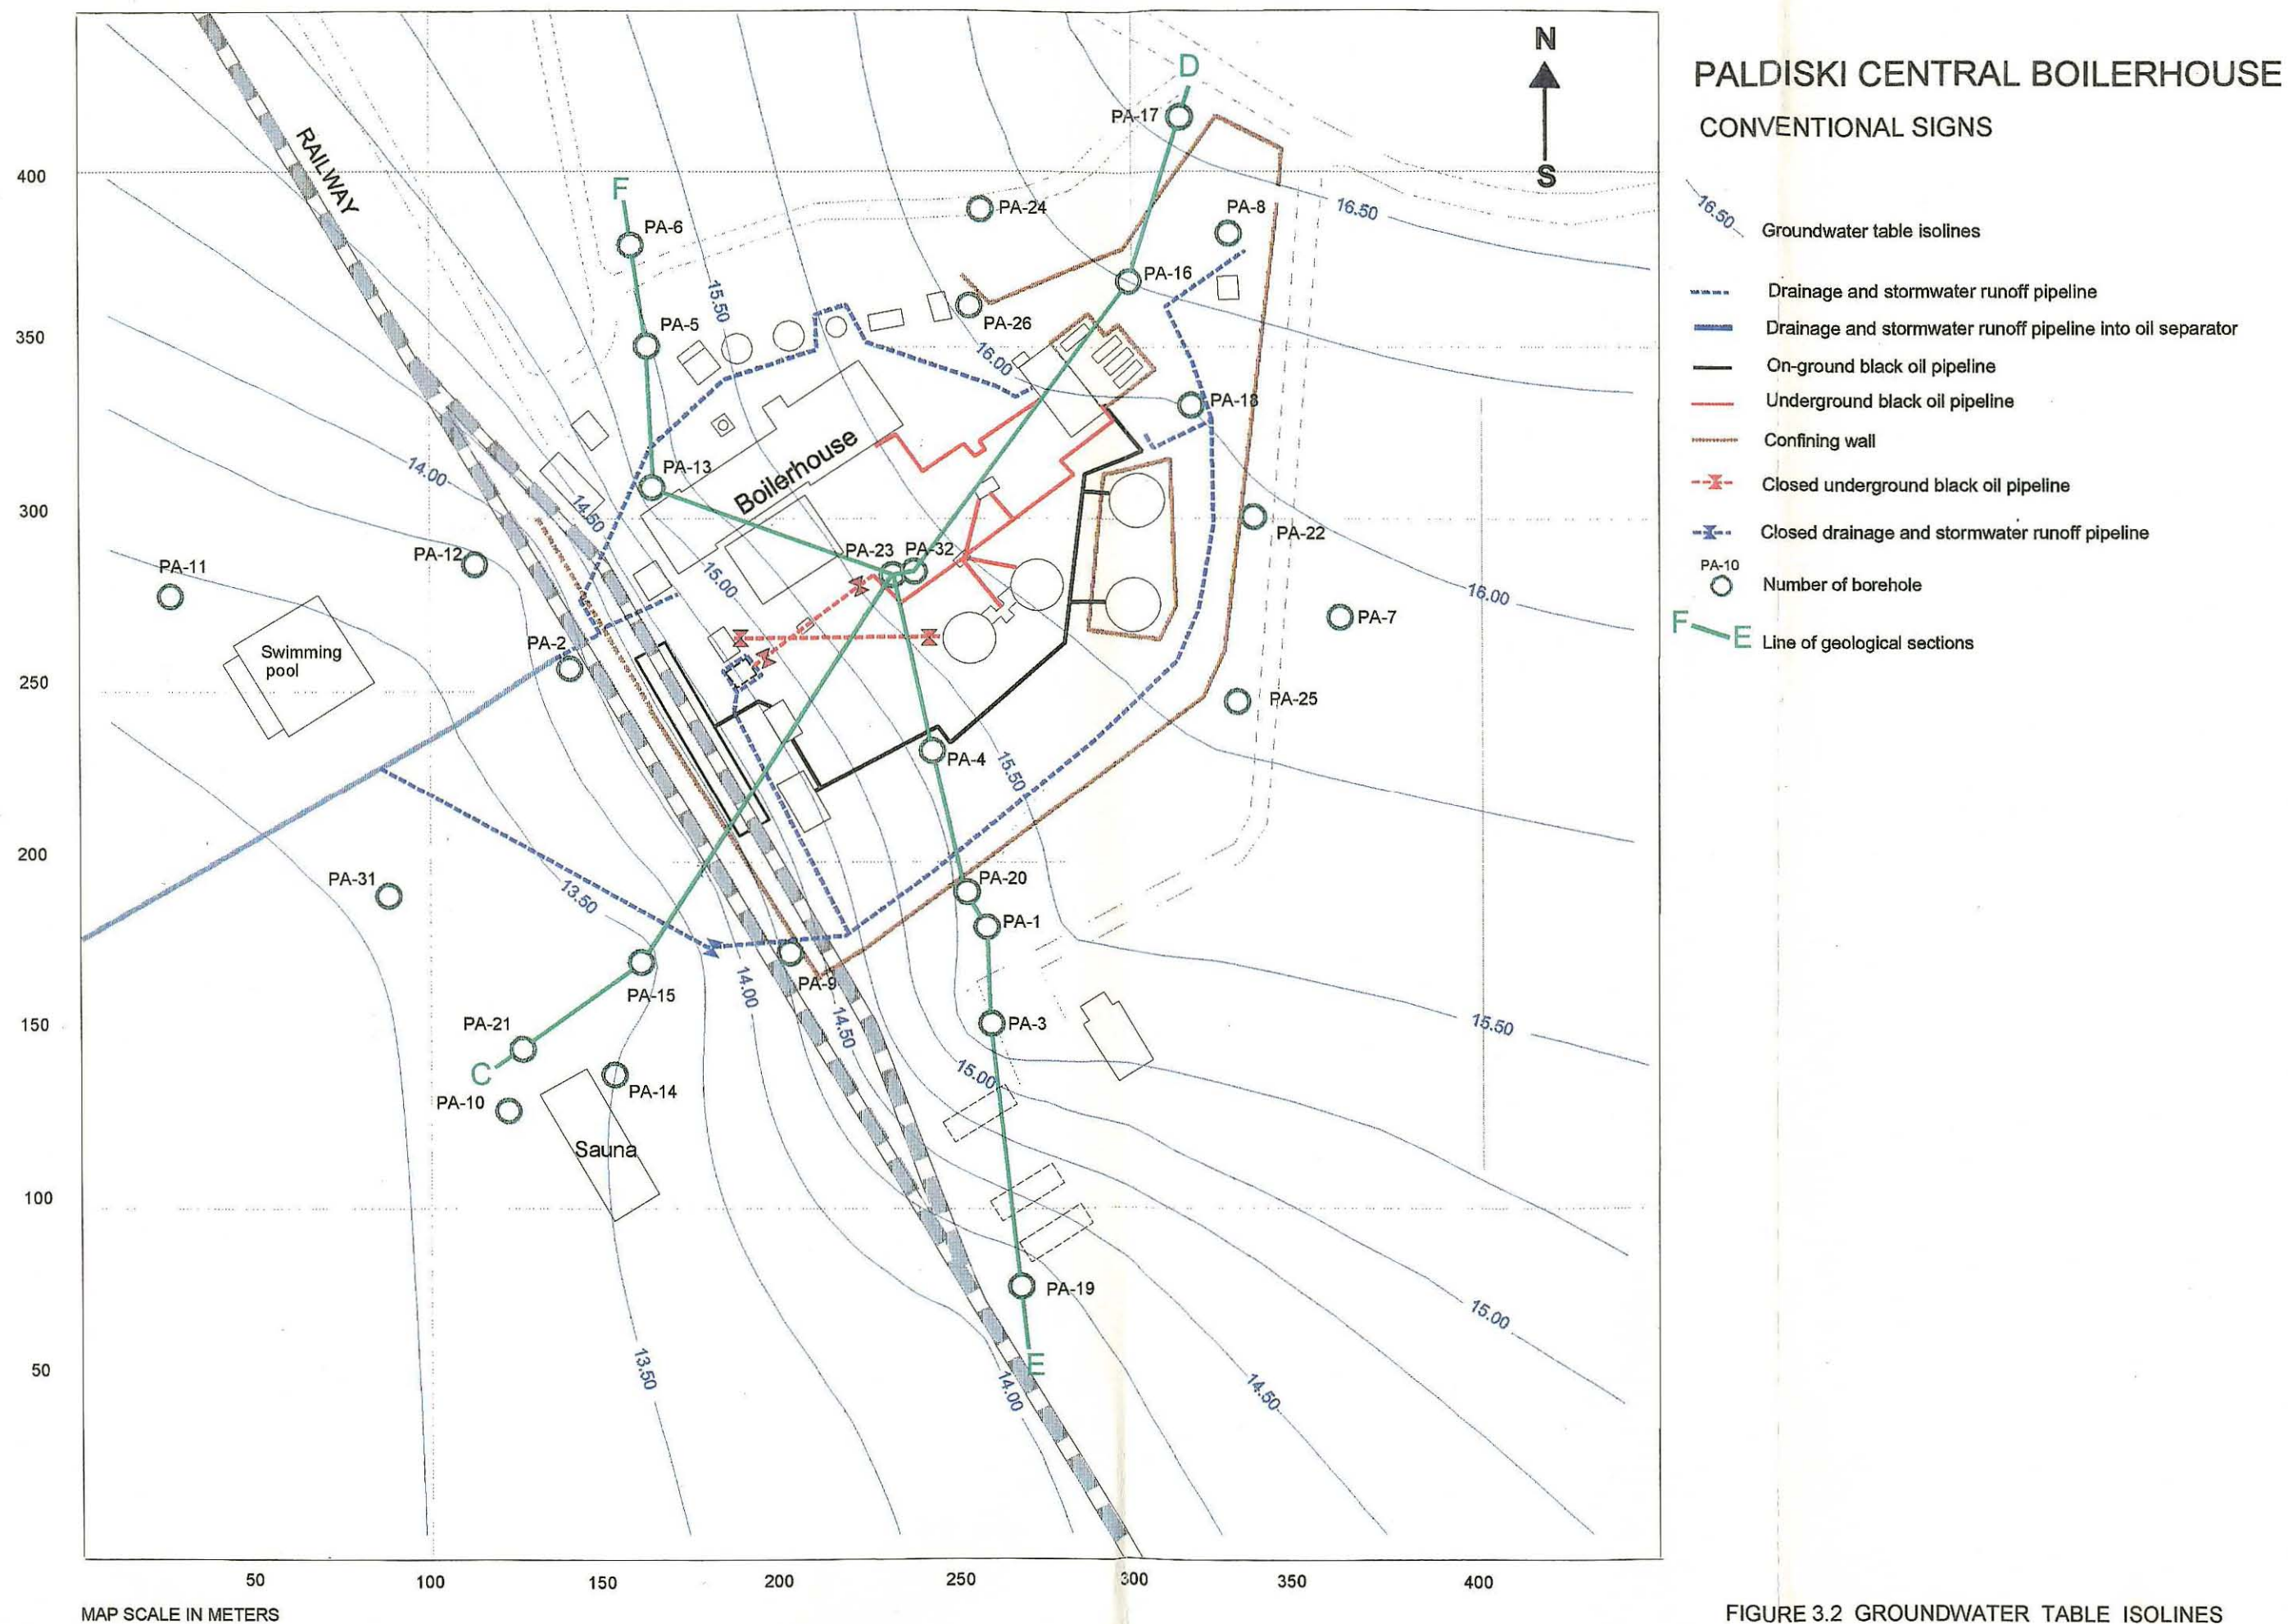 N
S
PALDISKI CENTRAL BOILERHOUSE
CONVENTIONAL SIGNS
16.50
Groundwater table isolines
Drainage and stormwater runoff pipeline
Drainage and stormwater runoff pipeline into oil separator
On-ground black oil pipeline
Underground black oil pipeline
Confining wall
Closed underground black oil pipeline
Closed drainage and stormwater runoff pipeline
PA-10
Number of borehole
F
E
Line of geological sections
D
PA-17
RAILWAY
400
F
PA-6
PA-24
PA-8
16.50
PA-16
15.50
PA-5
PA-26
350
16.00
PA-18
14.00
PA-13
Boilerhouse
300
14.50
PA-22
PA-12
PA-23
PA-32
PA-11
15.00
16.00
PA-7
PA-2
Swimming
pool
250
PA-25
PA-4
15.50
200
PA-31
13.50
PA-20
PA-1
PA-15
14.00
PA-9
14.50
150
PA-21
PA-3
15.50
C
15.00
PA-14
PA-10
Sauna
100
PA-19
15.00
50
13.50
E
14.00
14.50
50
100
150
200
250
300
350
400
MAP SCALE IN METERS
FIGURE 3.2 GROUNDWATER TABLE ISOLINES